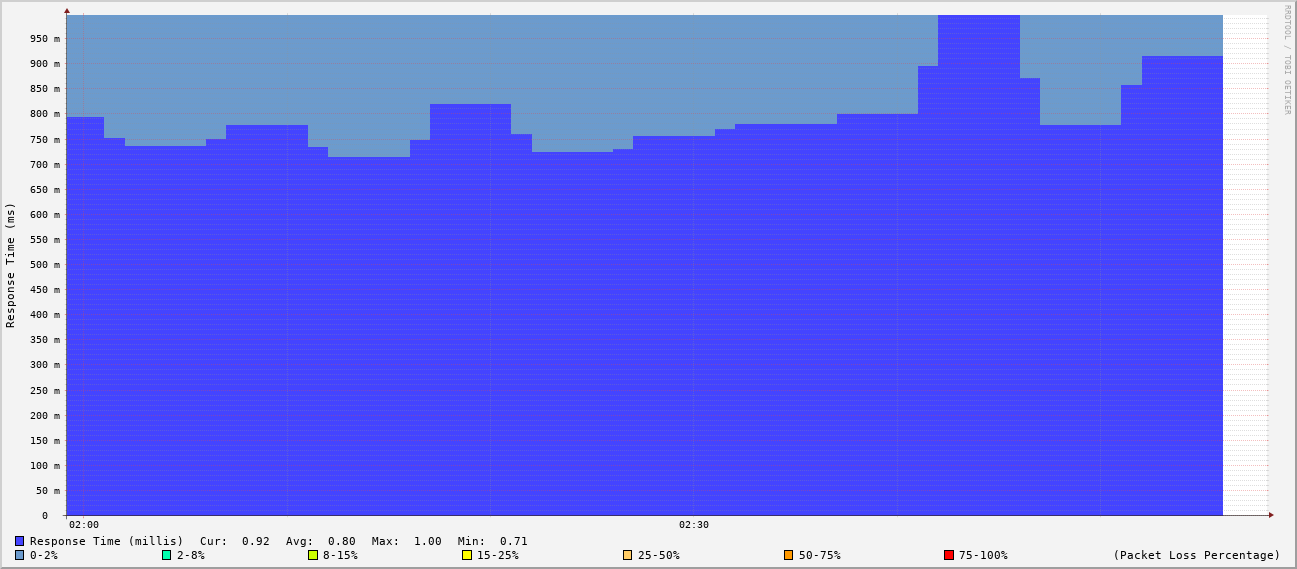 RRDTOOL / TOBI OETIKER
Response Time (ms)
950 m
900 m
850 m
800 m
750 m
700 m
650 m
600 m
550 m
500 m
450 m
400 m
350 m
300 m
250 m
200 m
150 m
100 m
50 m
0
02:00 02:30
Response Time (millis) Cur: 0.92 Avg: 0.80 Max: 1.00 Min: 0.71
0-2% 2-8% 8-15% 15-25% 25-50% 50-75% 75-100% (Packet Loss Percentage)